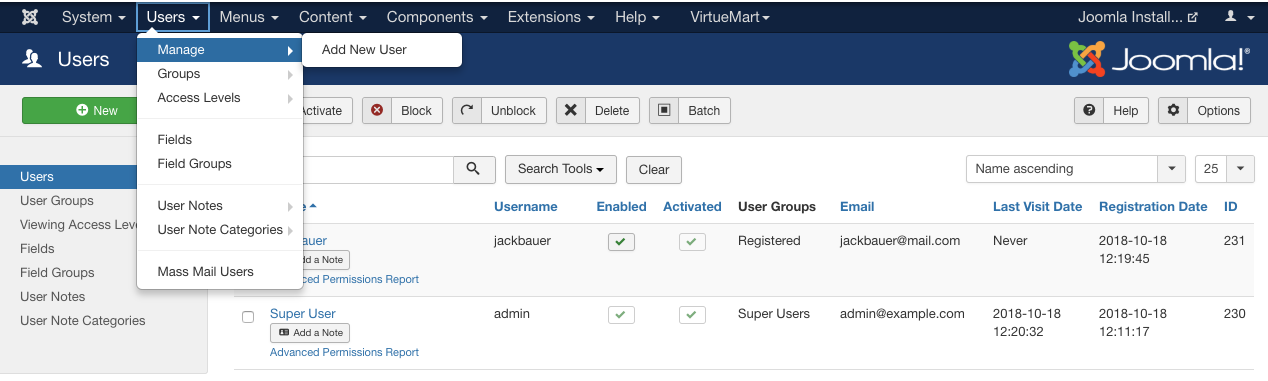 System Users Menus Content Components Extensions Help VirtueMart Joomla Install...
Manage Add New User
Users Joomla!®
Groups
Access Levels
New Activate Block Unblock Delete Batch Help Options
Fields
Field Groups
Search Tools Clear Name ascending 25
Users
User Groups
User Notes
Username Enabled Activated User Groups Email Last Visit Date Registration Date ID
Viewing Access
User Note Categories
jackbauer Registered jackbauer@mail.com Never 2018-10-18 231
12:19:45
Fields
a Note
Field Groups
Mass Mail Users
Permissions Report
User Notes
Super User admin Super Users admin@example.com 2018-10-18 2018-10-18 230
12:20:32 12:11:17
User Note Categories
Add a Note
Advanced Permissions Report